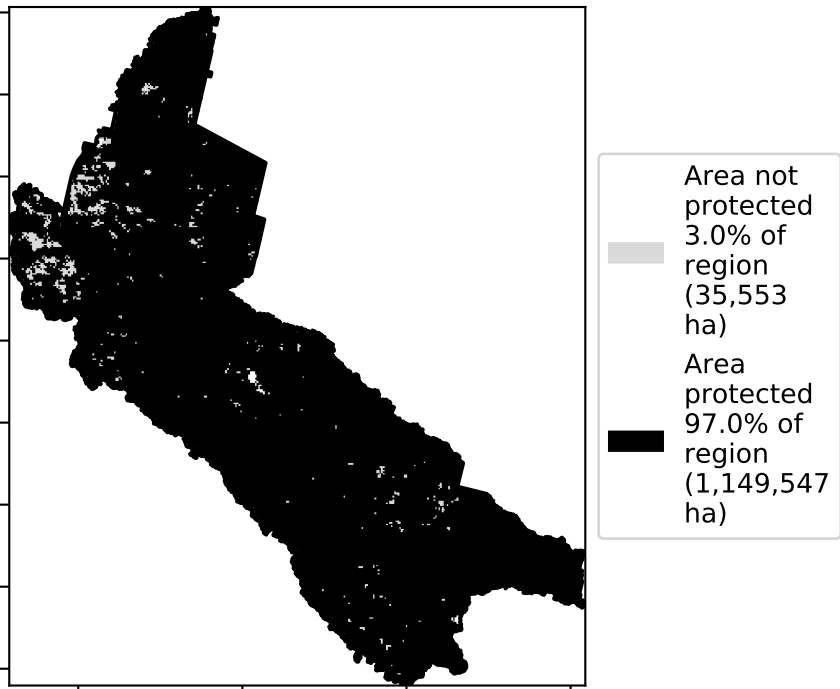 Area not
protected
3.0% of
region
(35,553
ha)
Area
protected
97.0% of
region
(1,149,547
ha)